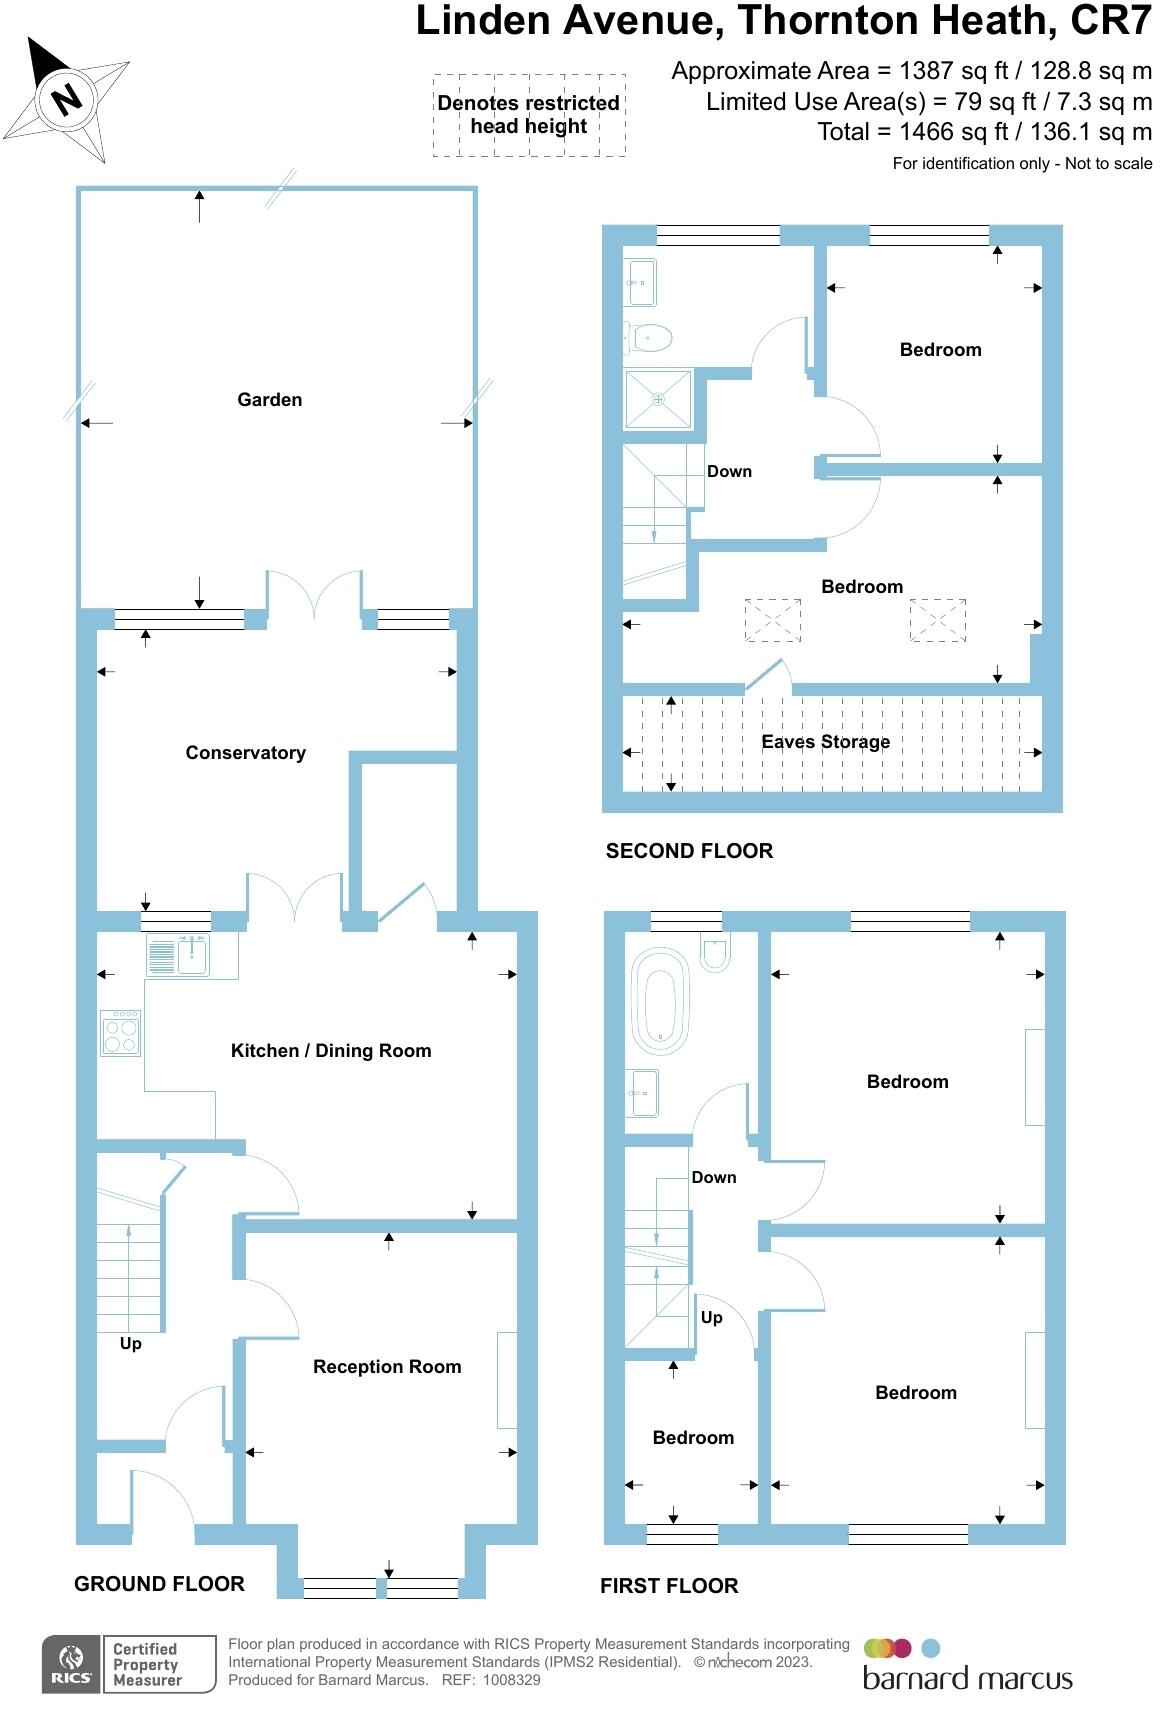 Linden Avenue, Thornton Heath, CR7
Approximate Area = 1387 sq ft / 128.8 sq m
Limited Use Area(s) = 79 sq ft / 7.3 sq m
Total = 1466 sq ft / 136.1 sq m
For identification only - Not to scale
Denotes restricted
head height
N
Garden
Conservatory
Kitchen / Dining Room
Up
Reception Room
GROUND FLOOR
Bedroom
Down
Bedroom
Eaves Storage
SECOND FLOOR
Bedroom
Down
Up
Bedroom
Bedroom
FIRST FLOOR
RICS
Certified
Property
Measurer
Floor plan produced in accordance with RICS Property Measurement Standards incorporating
International Property Measurement Standards (IPMS2 Residential). © nichecom 2023.
Produced for Barnard Marcus. REF: 1008329
barnard marcus